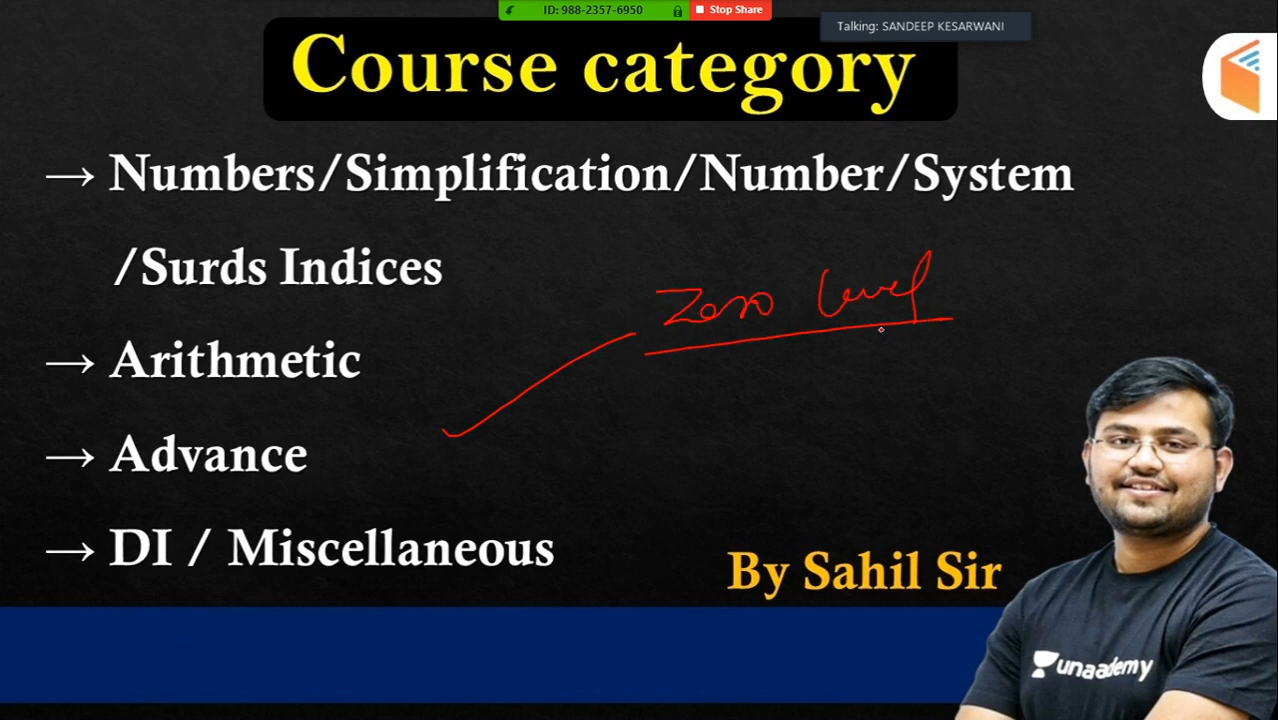 ID: 988-2357-6950 Stop Share
Talking: SANDEEP KESARWANI
Course category
→ Numbers/Simplification/Number/System
/Surds Indices
Zero level
→ Arithmetic
→ Advance
→ DI / Miscellaneous
By Sahil Sir
unacademy